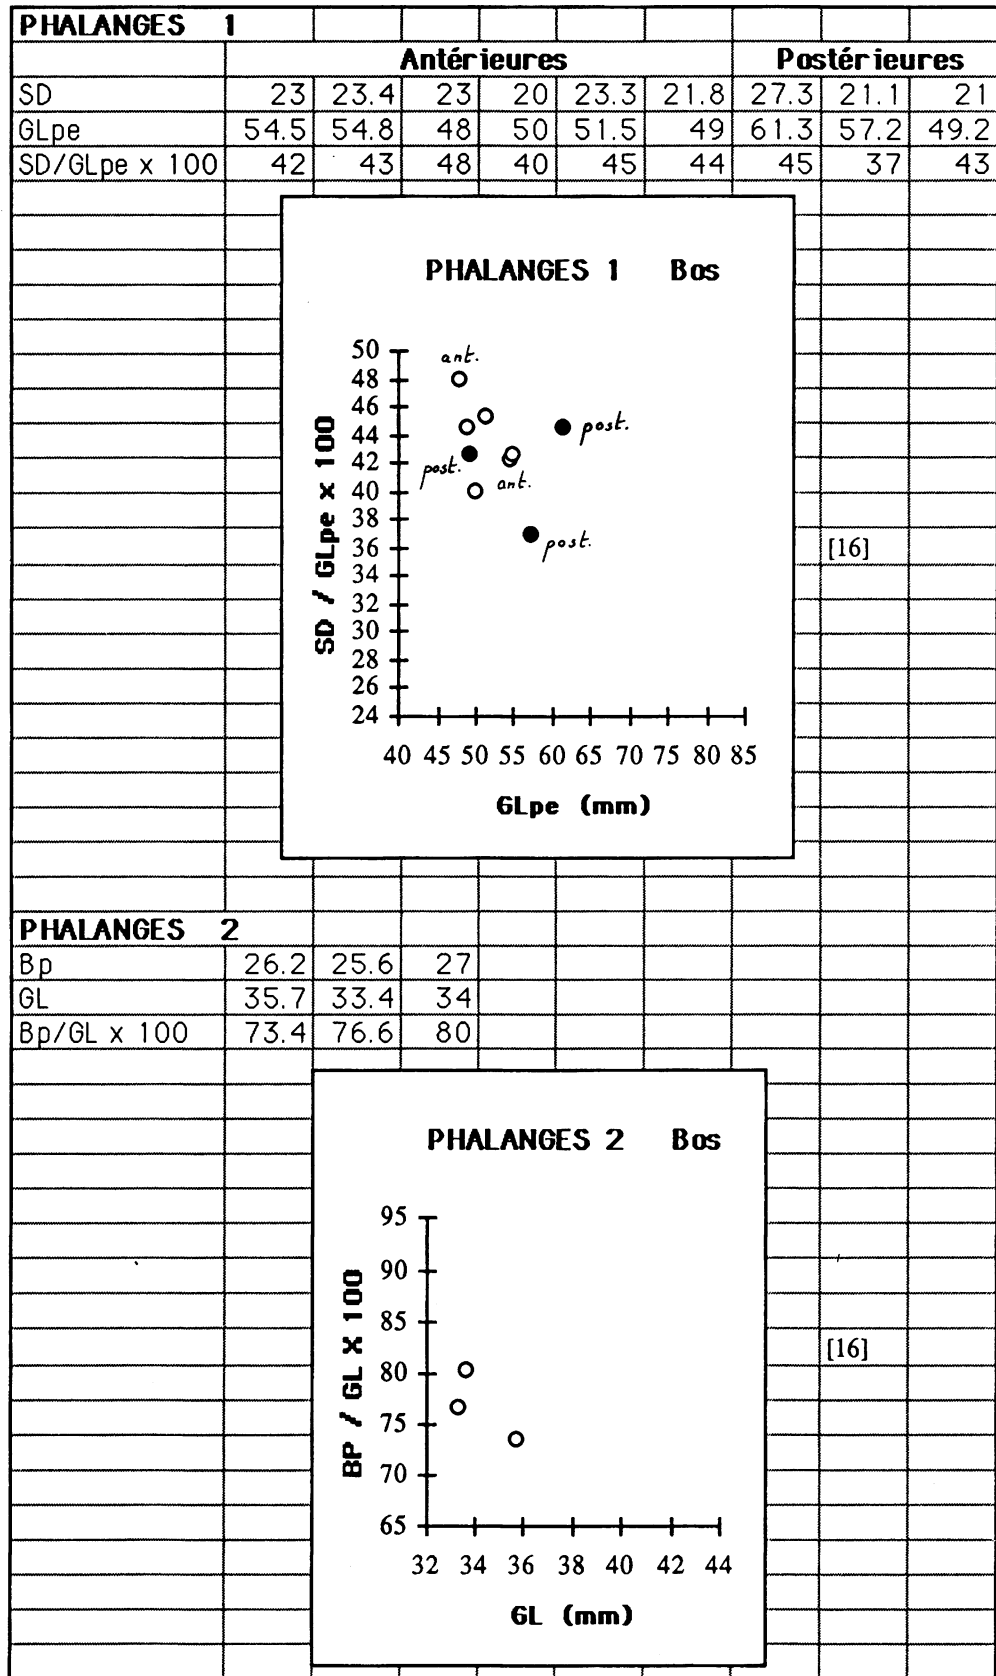 PHALANGES 1
Antérieures Postérieures
SD 23 23.4 23 20 23.3 21.8 27.3 21.1 21
GLpe 54.5 54.8 48 50 51.5 49 61.3 57.2 49.2
SD/GLpe x 100 42 43 48 40 45 44 45 37 43
PHALANGES 1 Bos
50
48
46
44
42
40
38
36
34
32
30
28
26
24
SD / GLpe x 100
ant.
post.
post.
ant.
post.
40 45 50 55 60 65 70 75 80 85
GLpe (mm)
[16]
PHALANGES 2
Bp 26.2 25.6 27
GL 35.7 33.4 34
Bp/GL x 100 73.4 76.6 80
PHALANGES 2 Bos
95
90
85
80
75
70
65
BP / GL X 100
32 34 36 38 40 42 44
GL (mm)
[16]